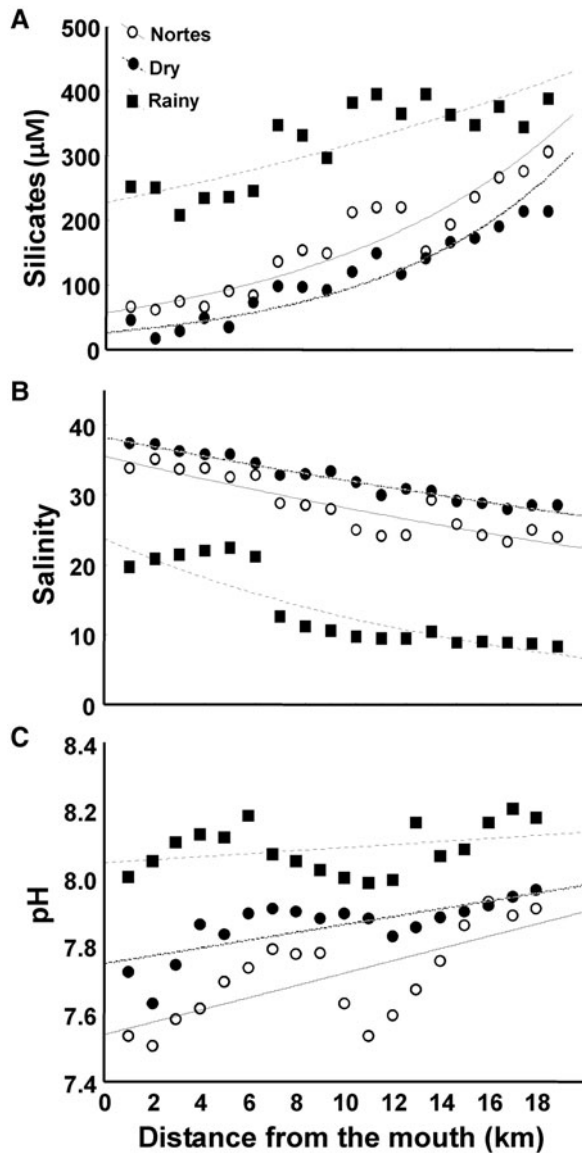 A
500
400
300
200
100
0
Silicates (µM)
Nortes
Dry
Rainy
B
40
30
20
10
0
Salinity
C
8.4
8.2
8.0
7.8
7.6
7.4
pH
0 2 4 6 8 10 12 14 16 18
Distance from the mouth (km)